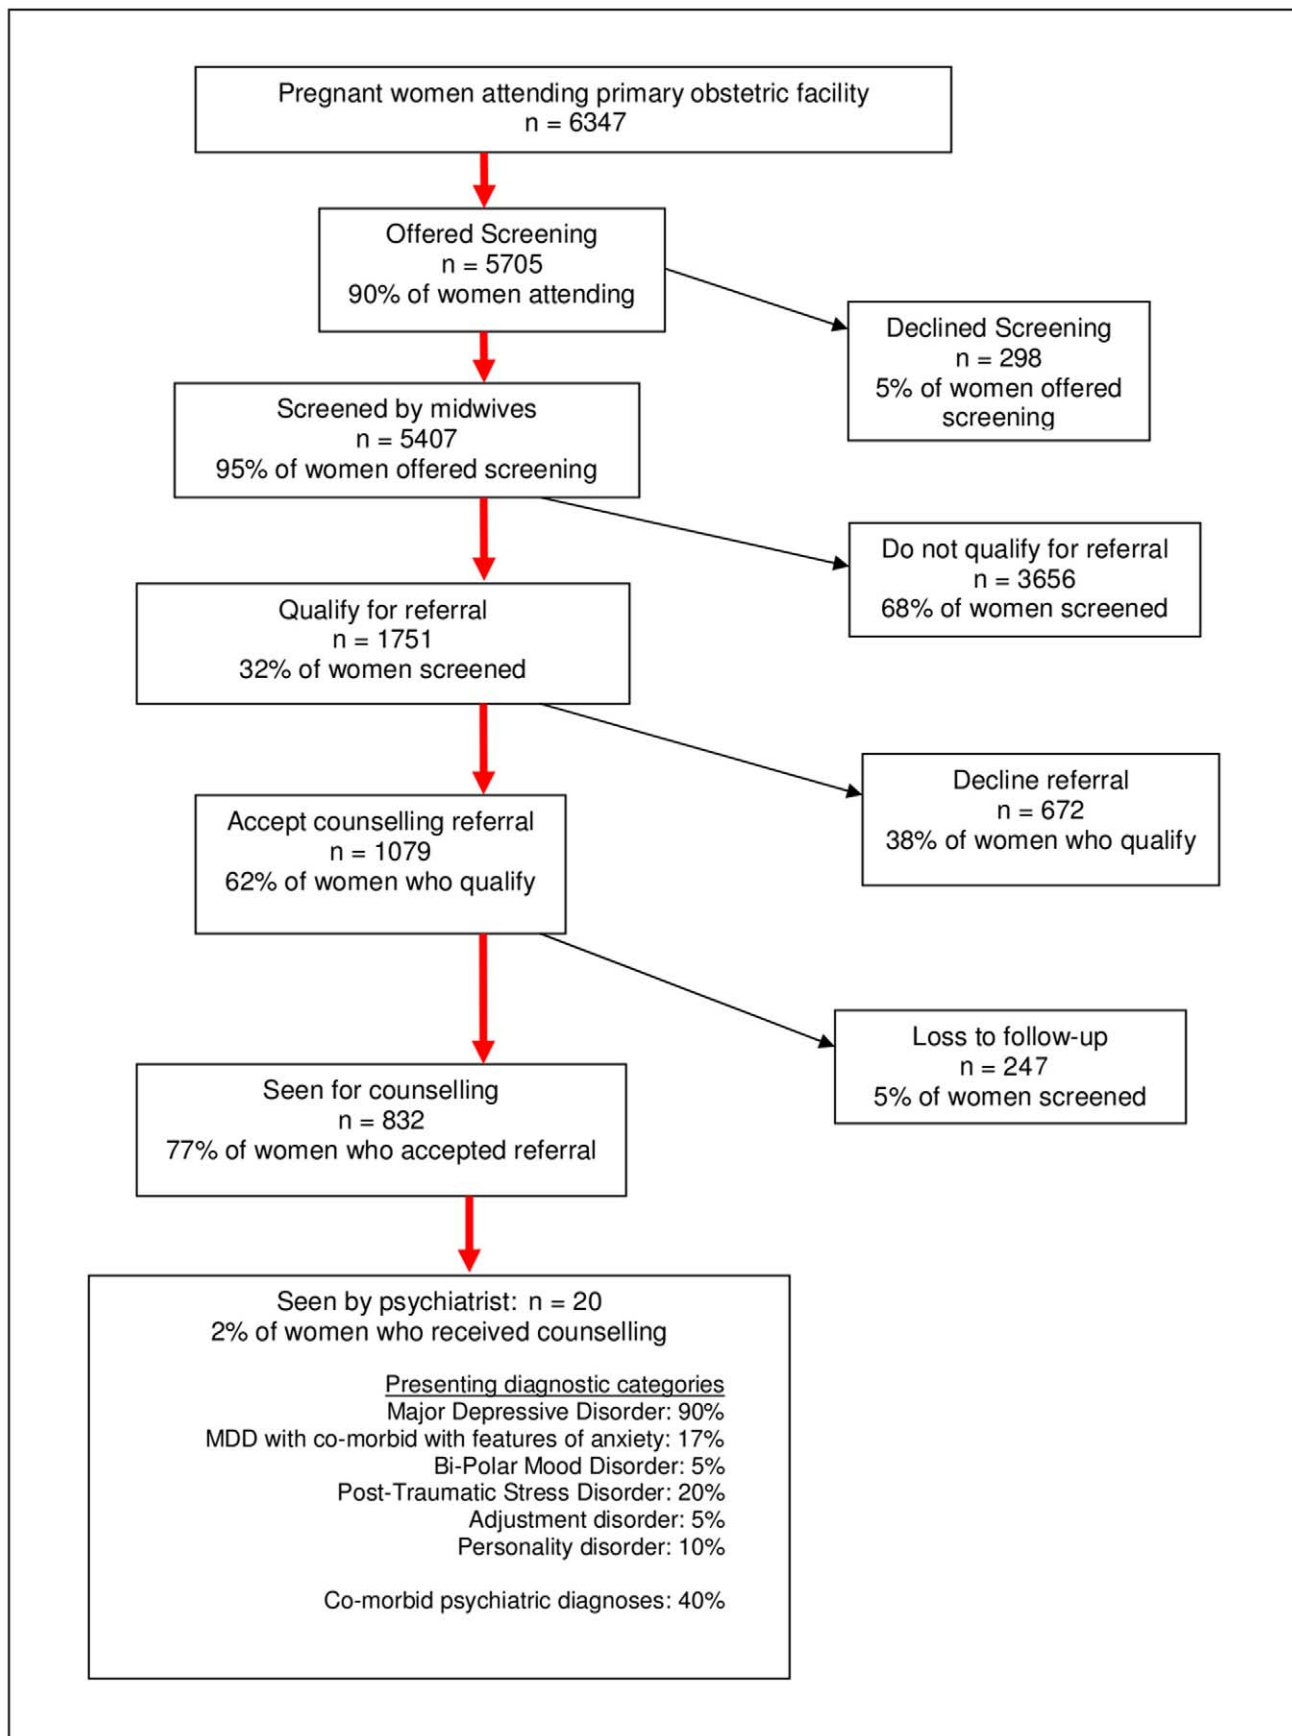 Pregnant women attending primary obstetric facility
n = 6347
Offered Screening
n = 5705
90% of women attending
Declined Screening
n = 298
5% of women offered
screening
Screened by midwives
n = 5407
95% of women offered screening
Do not qualify for referral
n = 3656
68% of women screened
Qualify for referral
n = 1751
32% of women screened
Decline referral
n = 672
38% of women who qualify
Accept counselling referral
n = 1079
62% of women who qualify
Loss to follow-up
n = 247
5% of women screened
Seen for counselling
n = 832
77% of women who accepted referral
Seen by psychiatrist: n = 20
2% of women who received counselling
Presenting diagnostic categories
Major Depressive Disorder: 90%
MDD with co-morbid with features of anxiety: 17%
Bi-Polar Mood Disorder: 5%
Post-Traumatic Stress Disorder: 20%
Adjustment disorder: 5%
Personality disorder: 10%
Co-morbid psychiatric diagnoses: 40%